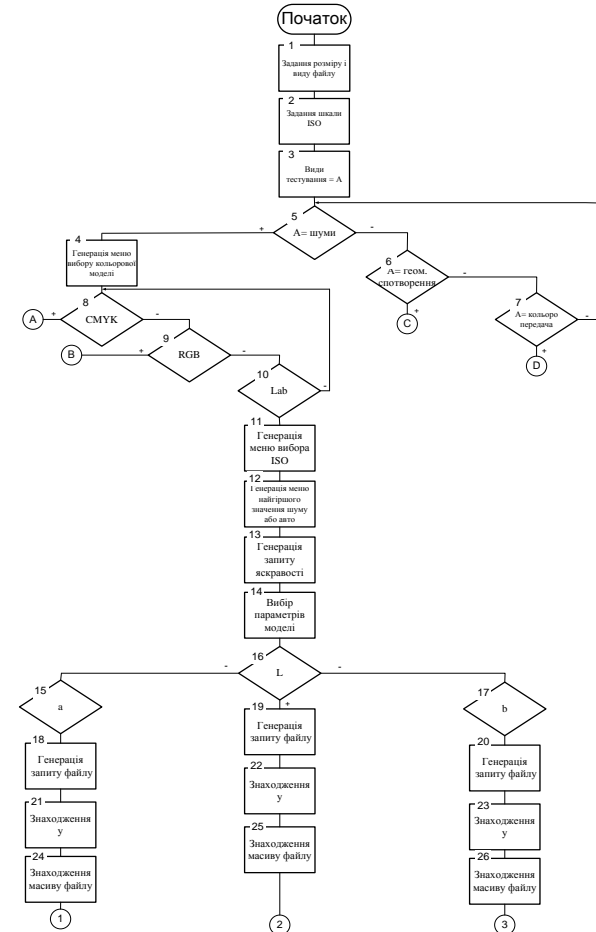 Початок
1
Задання розміру і
виду файлу
2
Задання шкали
ISO
3
Види
тестування = А
5
А= шуми
+
-
4
Генерація меню
вибору кольорової
моделі
6
А= геом.
спотворення
-
+
С
7
А= кольоро
передача
-
+
D
8
CMYK
+
-
А
9
RGB
+
-
В
10
Lab
-
11
Генерація
меню вибора
ISO
12
Генерація меню
найгіршого
значення шуму
або авто
13
Генерація
запиту
яскравості
14
Вибір
параметрів
моделі
16
L
-
-
+
15
a
17
b
18
Генерація
запиту файлу
19
Генерація
запиту файлу
20
Генерація
запиту файлу
21
Знаходження
у
22
Знаходження
у
23
Знаходження
у
24
Знаходження
масиву файлу
25
Знаходження
масиву файлу
26
Знаходження
масиву файлу
1
2
3